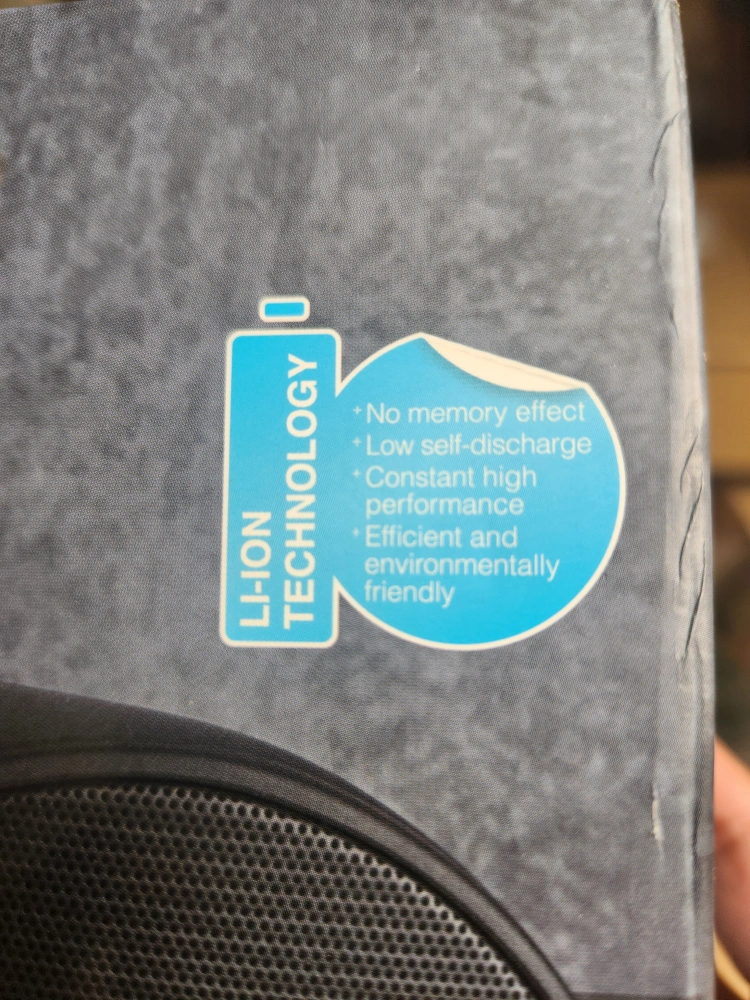 LI-ION
TECHNOLOGY
+No memory effect
+Low self-discharge
+Constant high
performance
+Efficient and
environmentally
friendly